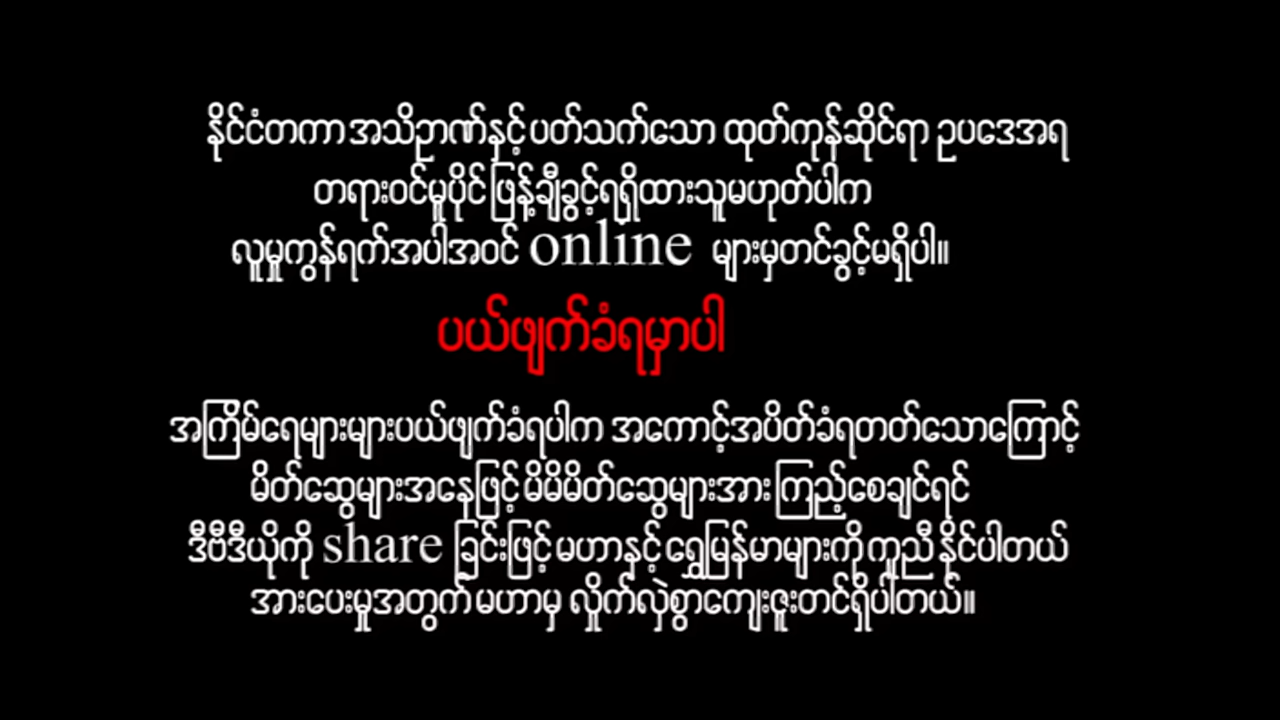 နိုင်ငံတကာ အသိဉာဏ်နှင့် ပတ်သက်သော ထုတ်ကုန်ဆိုင်ရာ ဥပဒေအရ
တရားဝင်မူပိုင် ဖြန့်ချီခွင့်ရရှိထားသူမဟုတ်ပါက
လူမှုကွန်ရက်အပါအဝင် online များမှတင်ခွင့်မရှိပါ။
ပယ်ဖျက်ခံရမှာပါ
အကြိမ်ရေများများပယ်ဖျက်ခံရပါက အကောင့်အပိတ်ခံရတတ်သောကြောင့်
မိတ်ဆွေများအနေဖြင့် မိမိမိတ်ဆွေများအား ကြည့်စေချင်ရင်
ဒီဗီဒီယိုကို share ခြင်းဖြင့် မဟာနှင့် ရွှေမြန်မာများကို ကူညီ နိုင်ပါတယ်
အားပေးမှုအတွက် မဟာမှ လှိုက်လှဲစွာကျေးဇူးတင်ရှိပါတယ်။